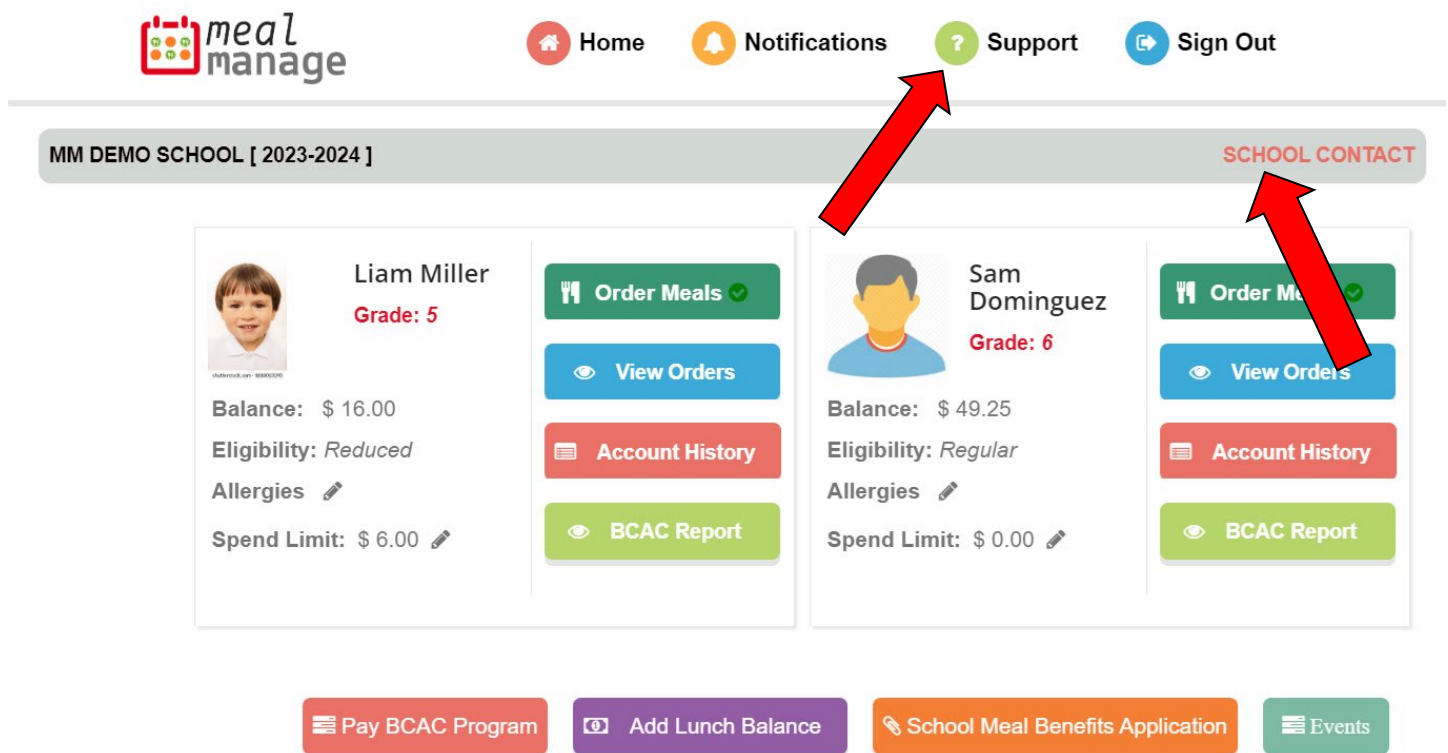 meal
manage
Home
Notifications
? Support
Sign Out
MM DEMO SCHOOL [ 2023-2024 ]
SCHOOL CONTACT
Liam Miller
Grade: 5
Balance: $ 16.00
Eligibility: Reduced
Allergies
Spend Limit: $ 6.00
Order Meals
View Orders
Account History
BCAC Report
Sam
Dominguez
Grade: 6
Balance: $ 49.25
Eligibility: Regular
Allergies
Spend Limit: $ 0.00
Order
View Orders
Account History
BCAC Report
Pay BCAC Program
Add Lunch Balance
School Meal Benefits Application
Events